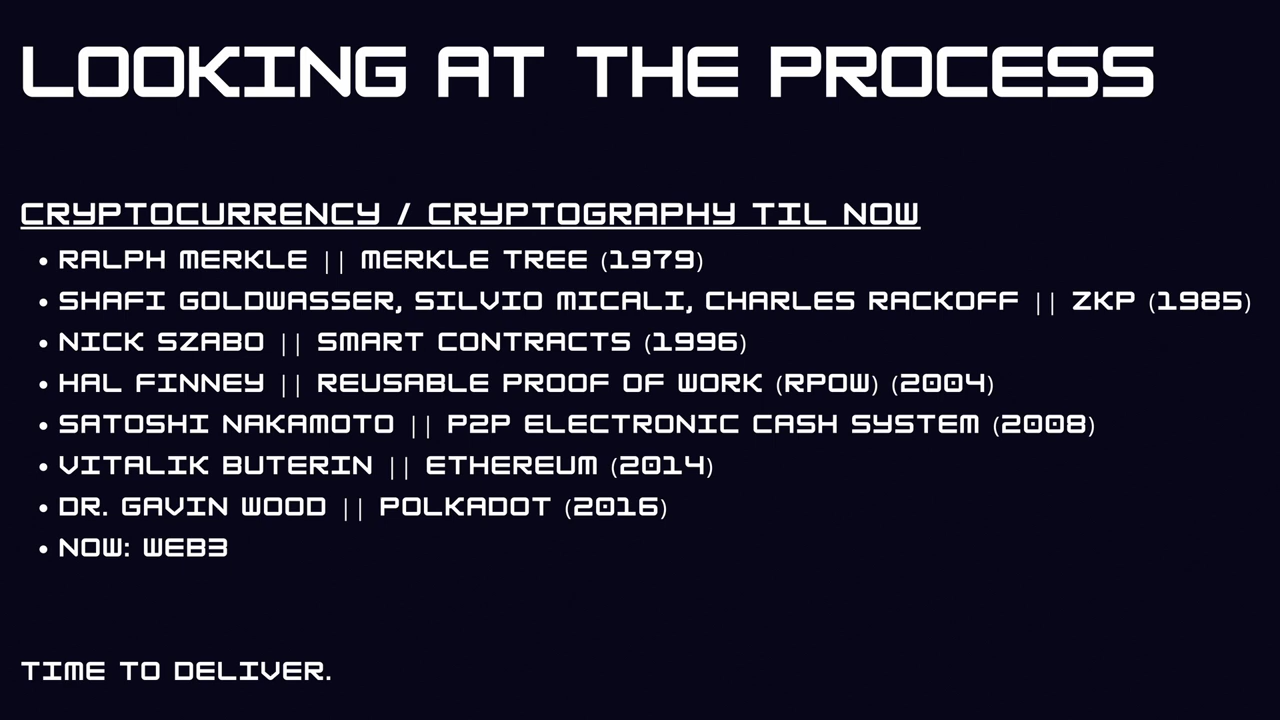 LOOKING AT THE PROCESS
CRYPTOCURRENCY / CRYPTOGRAPHY TIL NOW
• RALPH MERKLE || MERKLE TREE (1979)
• SHAFI GOLDWASSER, SILVIO MICALI, CHARLES RACKOFF || ZKP (1985)
• NICK SZABO || SMART CONTRACTS (1996)
• HAL FINNEY || REUSABLE PROOF OF WORK (RPOW) (2004)
• SATOSHI NAKAMOTO || P2P ELECTRONIC CASH SYSTEM (2008)
• VITALIK BUTERIN || ETHEREUM (2014)
• DR. GAVIN WOOD || POLKADOT (2016)
• NOW: WEB3
TIME TO DELIVER.